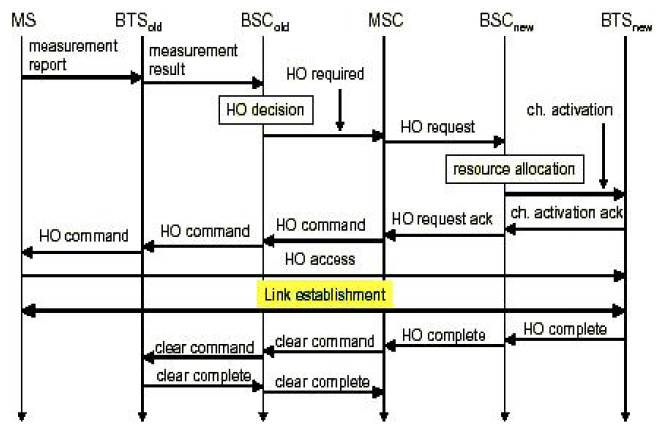 MS BTSold BSCold MSC BSCnew BTSnew
measurement
report
measurement
result
HO required
HO decision
ch. activation
HO request
resource allocation
HO command
HO command
HO command
HO request ack
ch. activation ack
HO access
Link establishment
clear command
clear command
HO complete
HO complete
clear complete
clear complete